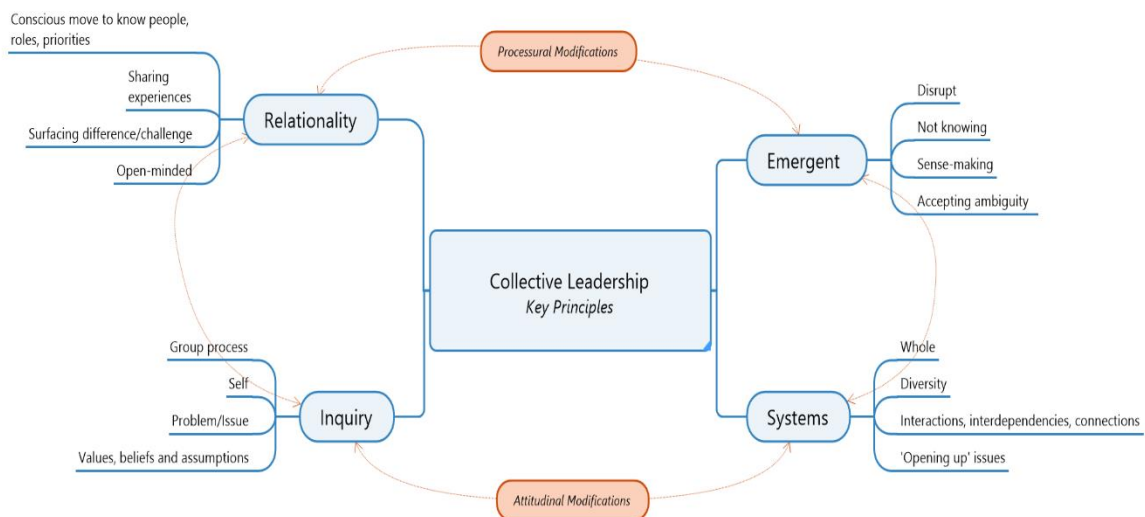 Conscious move to know people,
roles, priorities
Sharing
experiences
Surfacing difference/challenge
Open-minded
Relationality
Processural Modifications
Emergent
Disrupt
Not knowing
Sense-making
Accepting ambiguity
Collective Leadership
Key Principles
Group process
Self
Problem/Issue
Values, beliefs and assumptions
Inquiry
Attitudinal Modifications
Systems
Whole
Diversity
Interactions, interdependencies, connections
'Opening up' issues